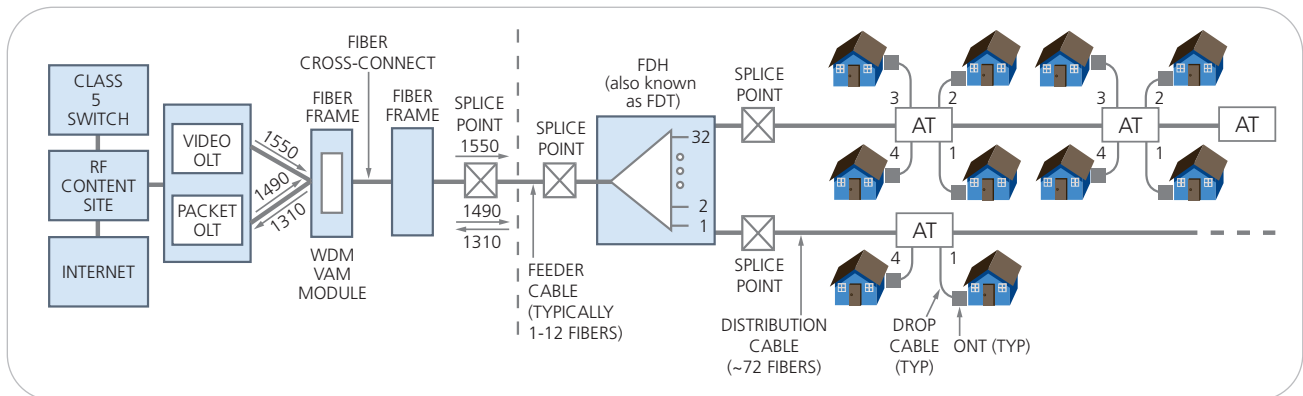 CLASS
5
SWITCH
RF
CONTENT
SITE
INTERNET
VIDEO
OLT
PACKET
OLT
1550
1490
1310
FIBER
CROSS-CONNECT
FIBER
FRAME
WDM
VAM
MODULE
FIBER
FRAME
SPLICE
POINT
1550
1490
1310
SPLICE
POINT
FEEDER
CABLE
(TYPICALLY
1-12 FIBERS)
FDH
(also known
as FDT)
32
2
1
SPLICE
POINT
SPLICE
POINT
DISTRIBUTION
CABLE
(~72 FIBERS)
3
2
AT
4
1
3
2
AT
4
1
AT
AT
4
1
DROP
CABLE
(TYP)
ONT (TYP)